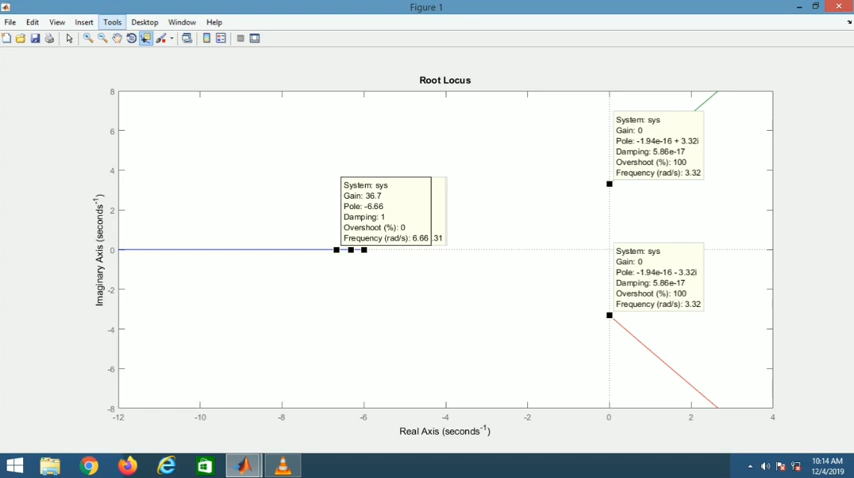 Figure 1
File Edit View Insert Tools Desktop Window Help
Root Locus
8
6
4
2
0
-2
-4
-6
-8
-12 -10 -8 -6 -4 -2 0 2 4
Imaginary Axis (seconds⁻¹)
Real Axis (seconds⁻¹)
System: sys
Gain: 36.7
Pole: -6.66
Damping: 1
Overshoot (%): 0
Frequency (rad/s): 6.66 .31
System: sys
Gain: 0
Pole: -1.94e-16 + 3.32i
Damping: 5.86e-17
Overshoot (%): 100
Frequency (rad/s): 3.32
System: sys
Gain: 0
Pole: -1.94e-16 - 3.32i
Damping: 5.86e-17
Overshoot (%): 100
Frequency (rad/s): 3.32
10:14 AM
12/4/2019